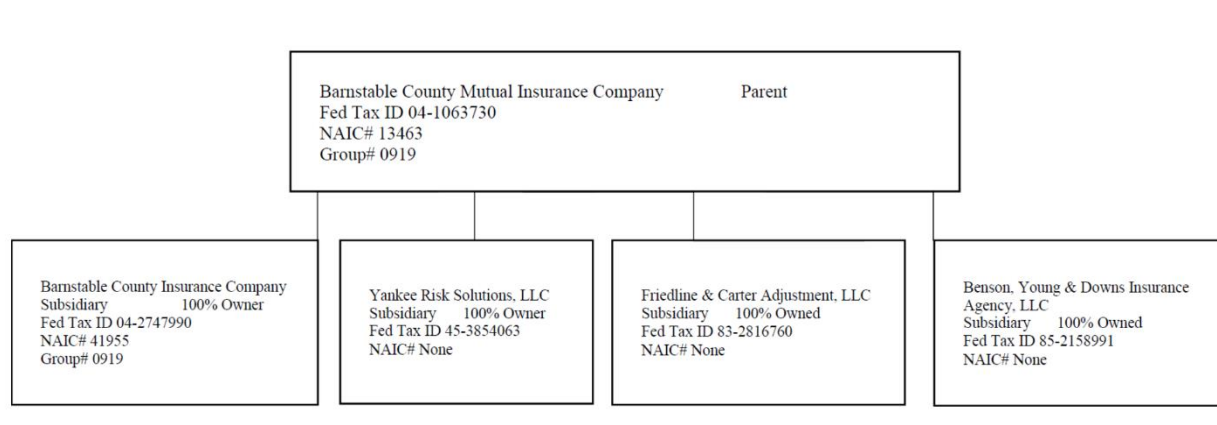 Barnstable County Mutual Insurance Company Parent
Fed Tax ID 04-1063730
NAIC# 13463
Group# 0919
Barnstable County Insurance Company
Subsidiary 100% Owner
Fed Tax ID 04-2747990
NAIC# 41955
Group# 0919
Yankee Risk Solutions, LLC
Subsidiary 100% Owner
Fed Tax ID 45-3854063
NAIC# None
Friedline & Carter Adjustment, LLC
Subsidiary 100% Owned
Fed Tax ID 83-2816760
NAIC# None
Benson, Young & Downs Insurance
Agency, LLC
Subsidiary 100% Owned
Fed Tax ID 85-2158991
NAIC# None